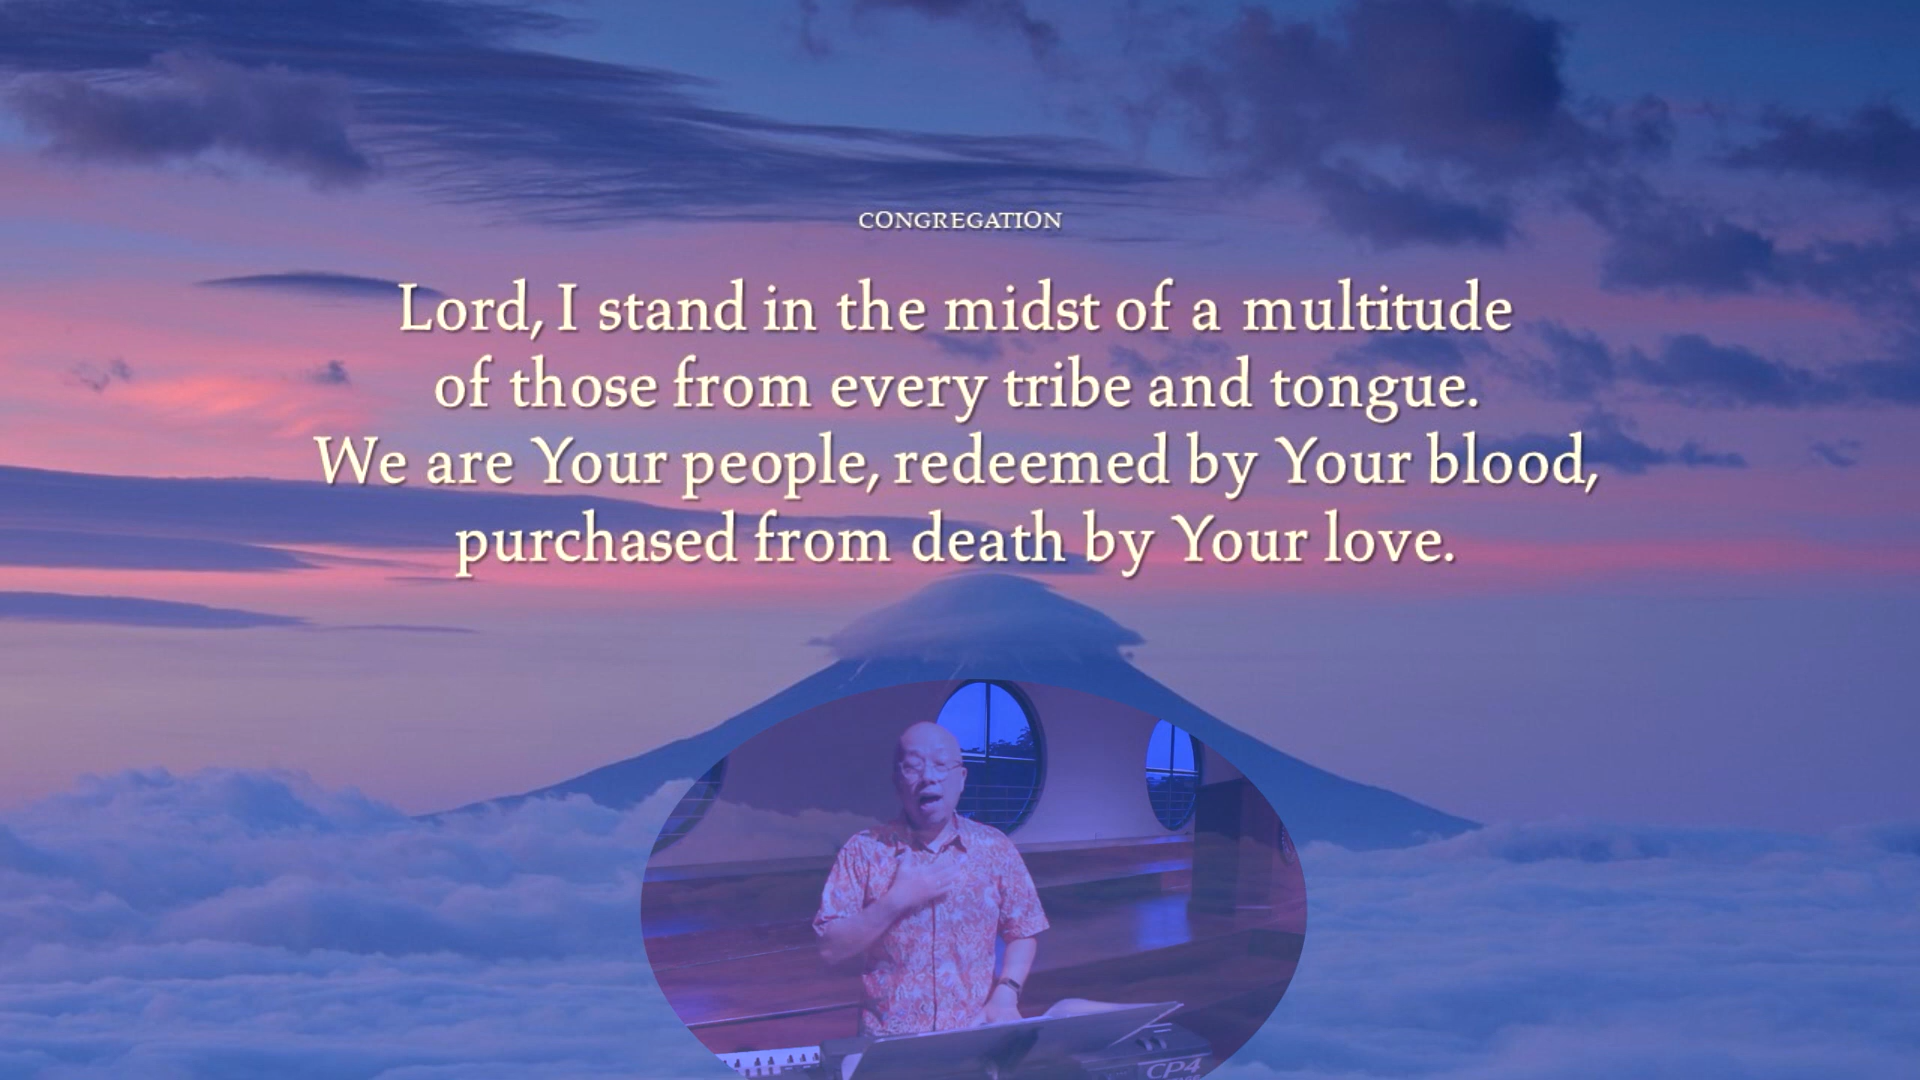 CONGREGATION
Lord, I stand in the midst of a multitude
of those from every tribe and tongue.
We are Your people, redeemed by Your blood,
purchased from death by Your love.
CP4